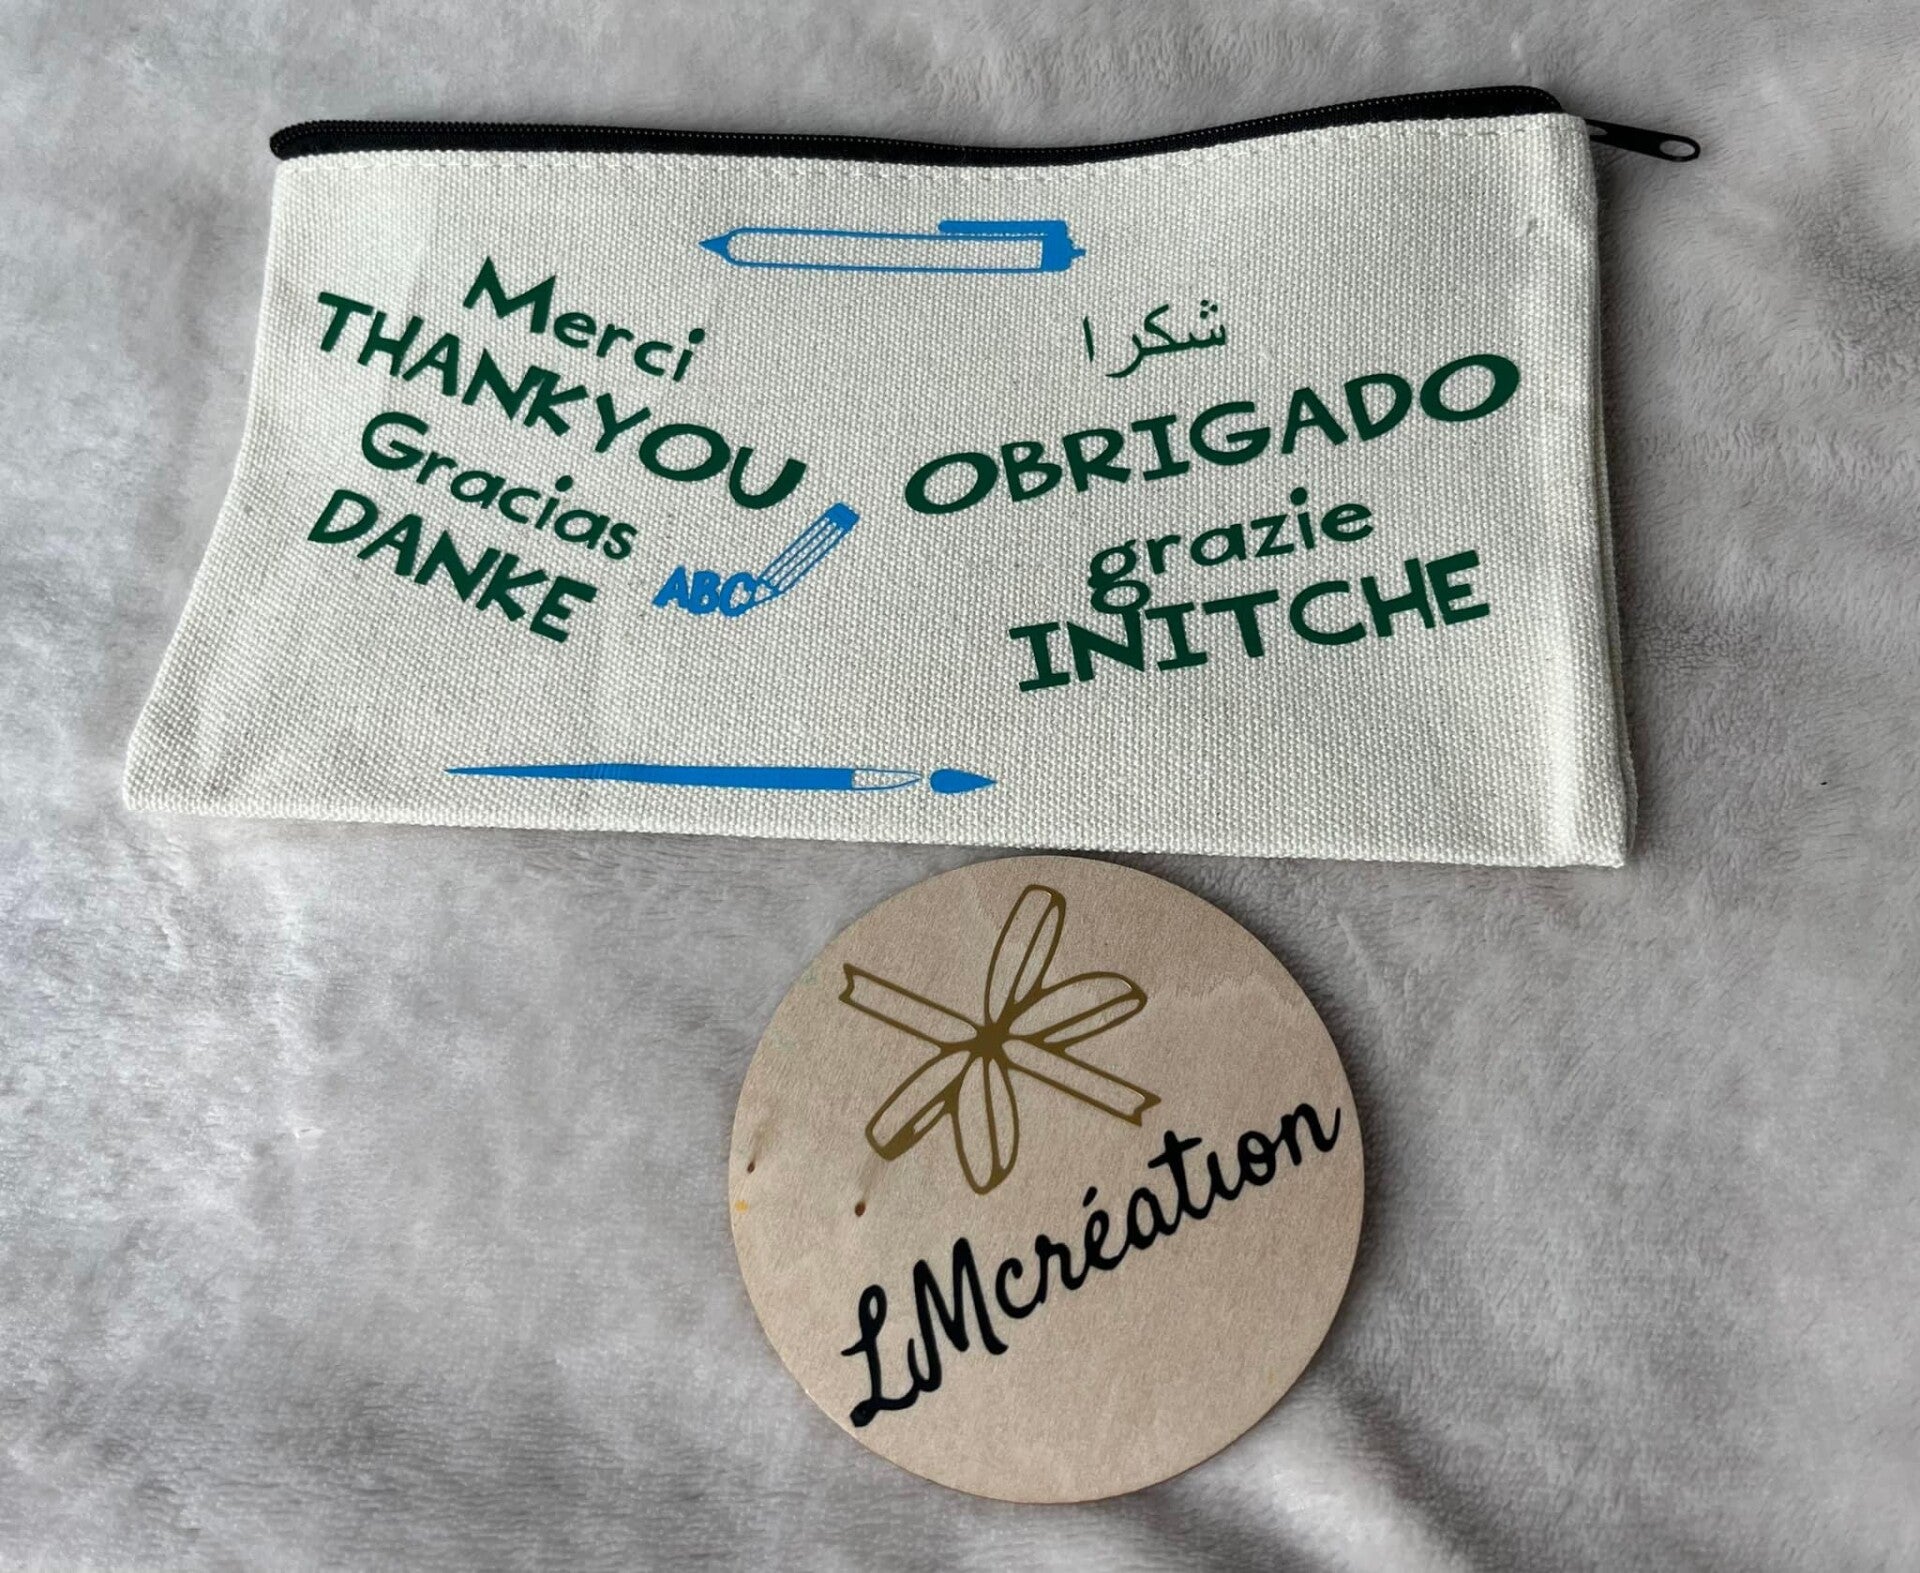 Merci
THANKYOU
Gracias
DANKE
ABC
شكرا
OBRIGADO
grazie
INITCHE
LMcréation